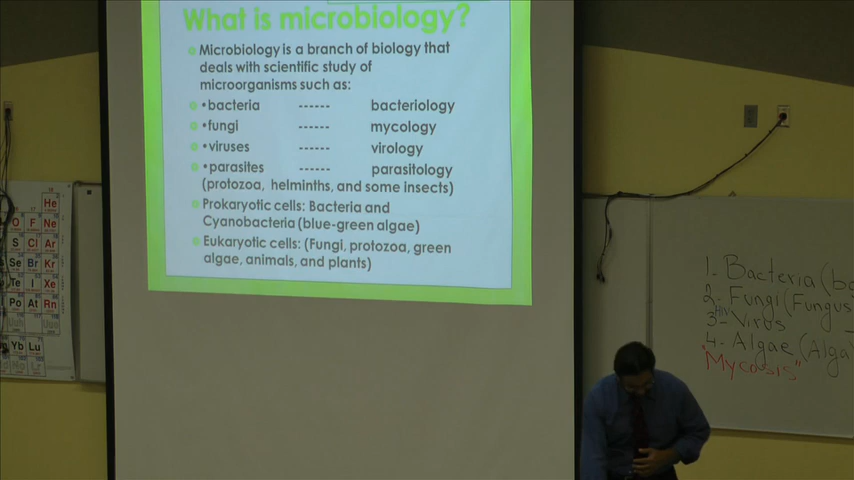 What is microbiology?
Microbiology is a branch of biology that
deals with scientific study of
microorganisms such as:
•bacteria ------ bacteriology
•fungi ------ mycology
•viruses ------ virology
•parasites ------ parasitology
(protozoa, helminths, and some insects)
Prokaryotic cells: Bacteria and
Cyanobacteria (blue-green algae)
Eukaryotic cells: (Fungi, protozoa, green
algae, animals, and plants)
He
O F Ne
S Cl Ar
Se Br Kr
Te I Xe
Po At Rn
Uuo
Yb Lu
1- Bacteria (ba
2- Fungi (Fungus
HIV
3- Virus
4- Algae (Alga
"Mycosis"